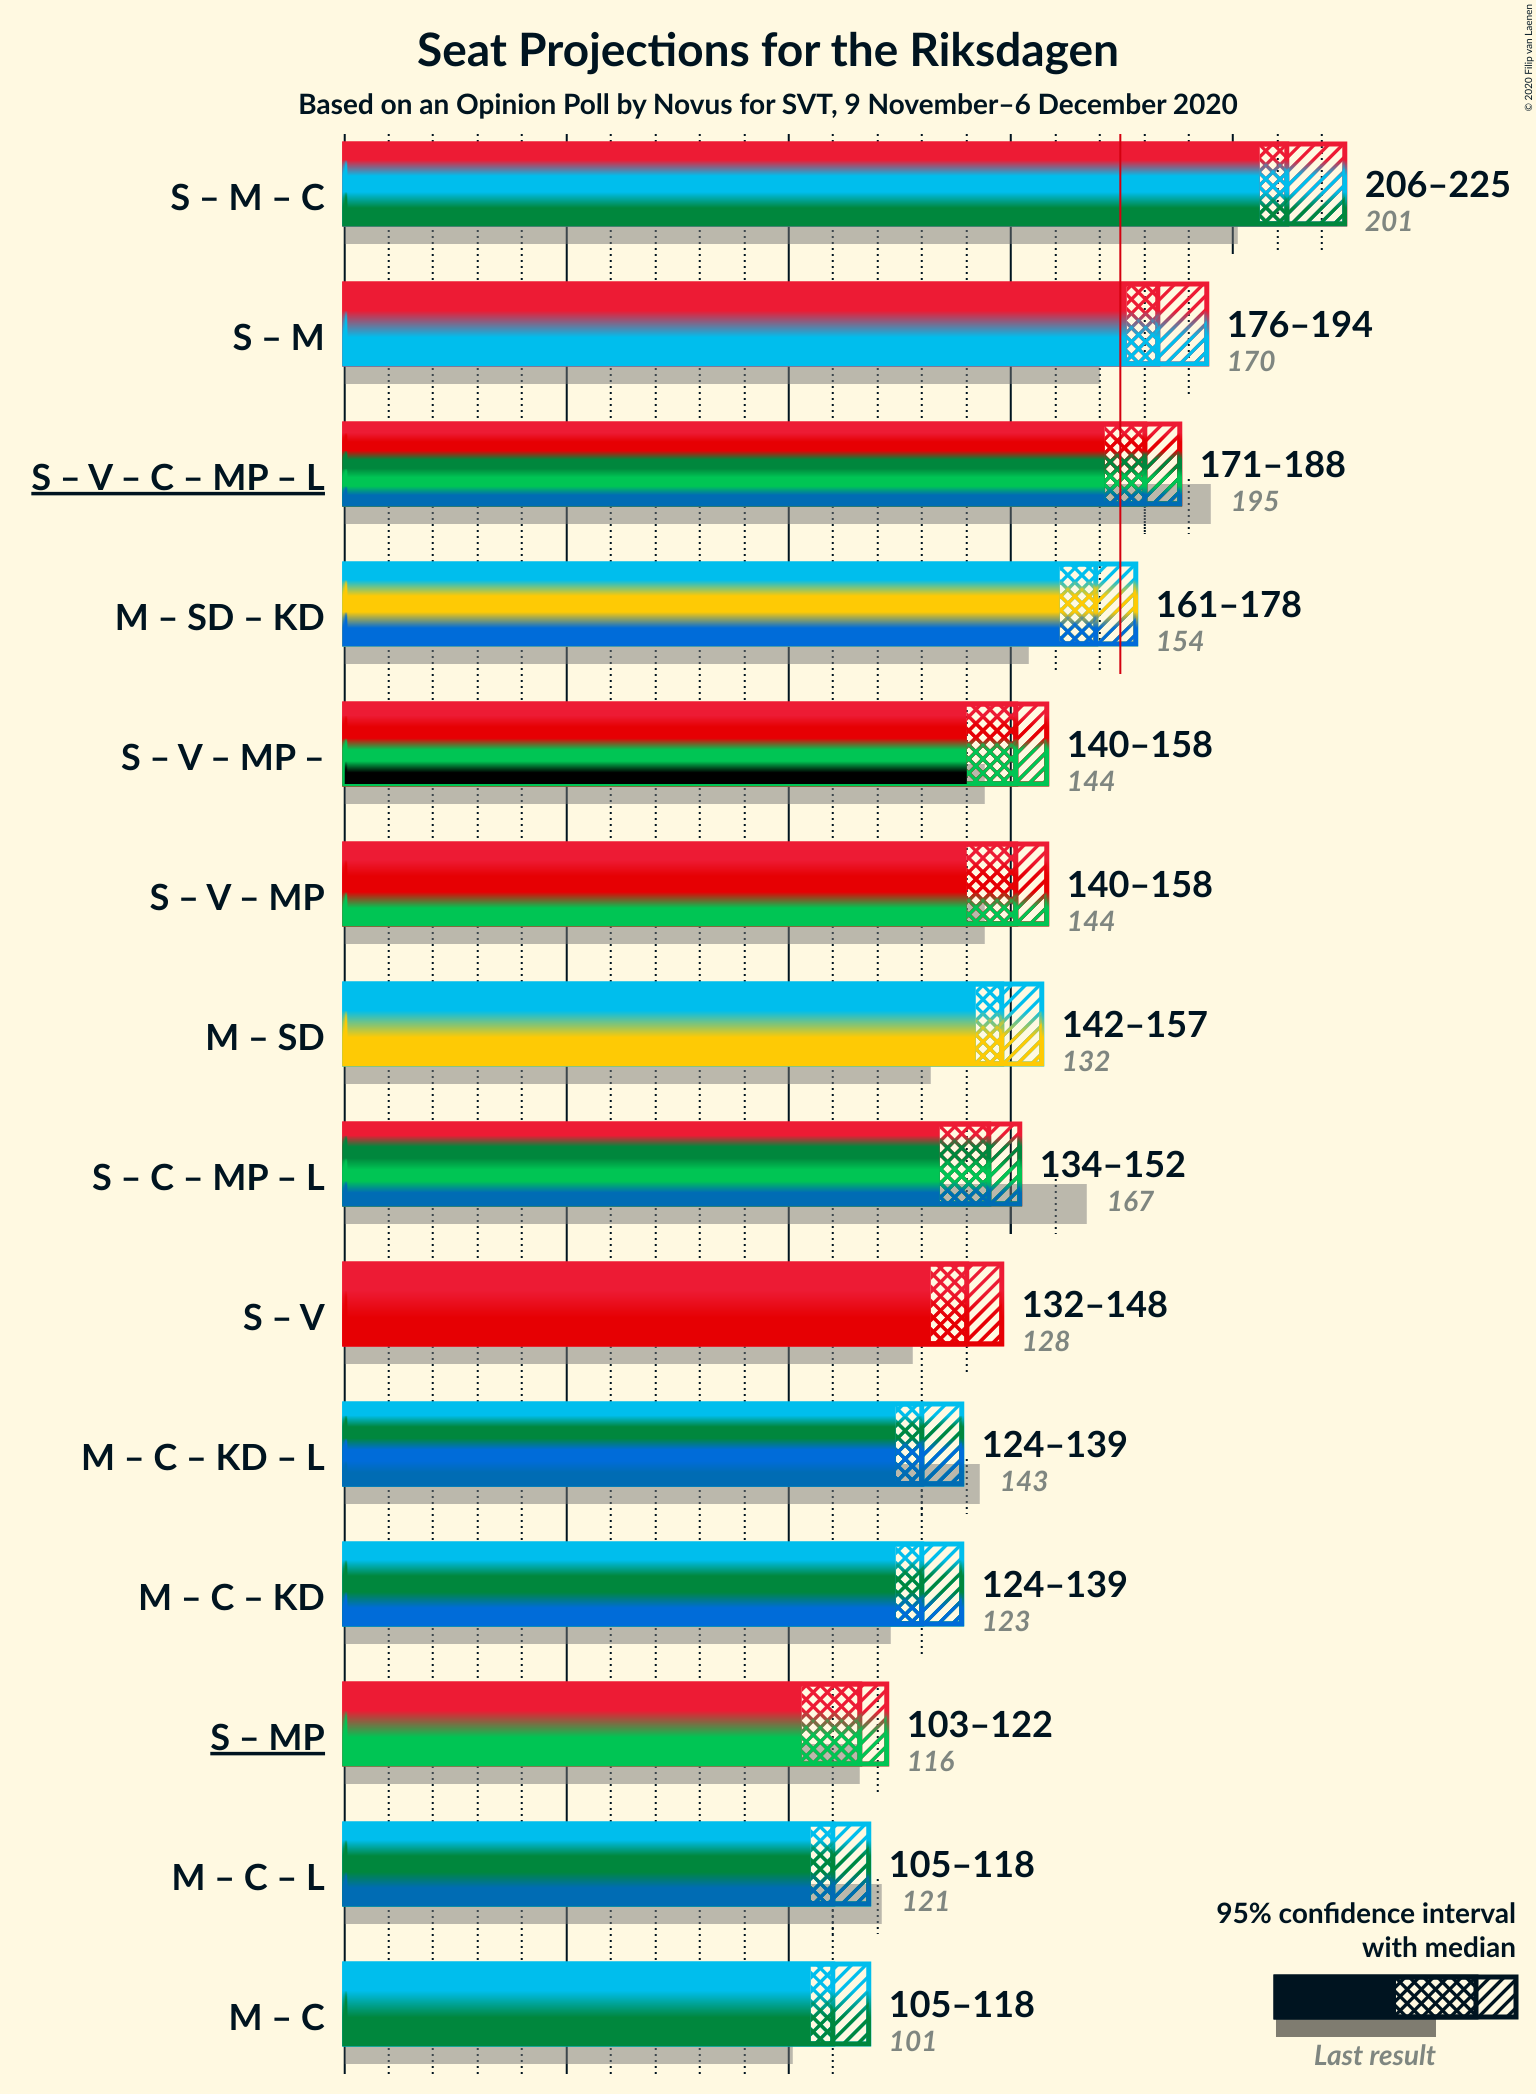 Seat Projections for the Riksdagen
Based on an Opinion Poll by Novus for SVT, 9 November–6 December 2020
© 2020 Filip van Laenen
S – M – C
206–225
201
S – M
176–194
170
S – V – C – MP – L
171–188
195
M – SD – KD
161–178
154
S – V – MP –
140–158
144
S – V – MP
140–158
144
M – SD
142–157
132
S – C – MP – L
134–152
167
S – V
132–148
128
M – C – KD – L
124–139
143
M – C – KD
124–139
123
S – MP
103–122
116
M – C – L
105–118
121
M – C
105–118
101
95% confidence interval
with median
Last result